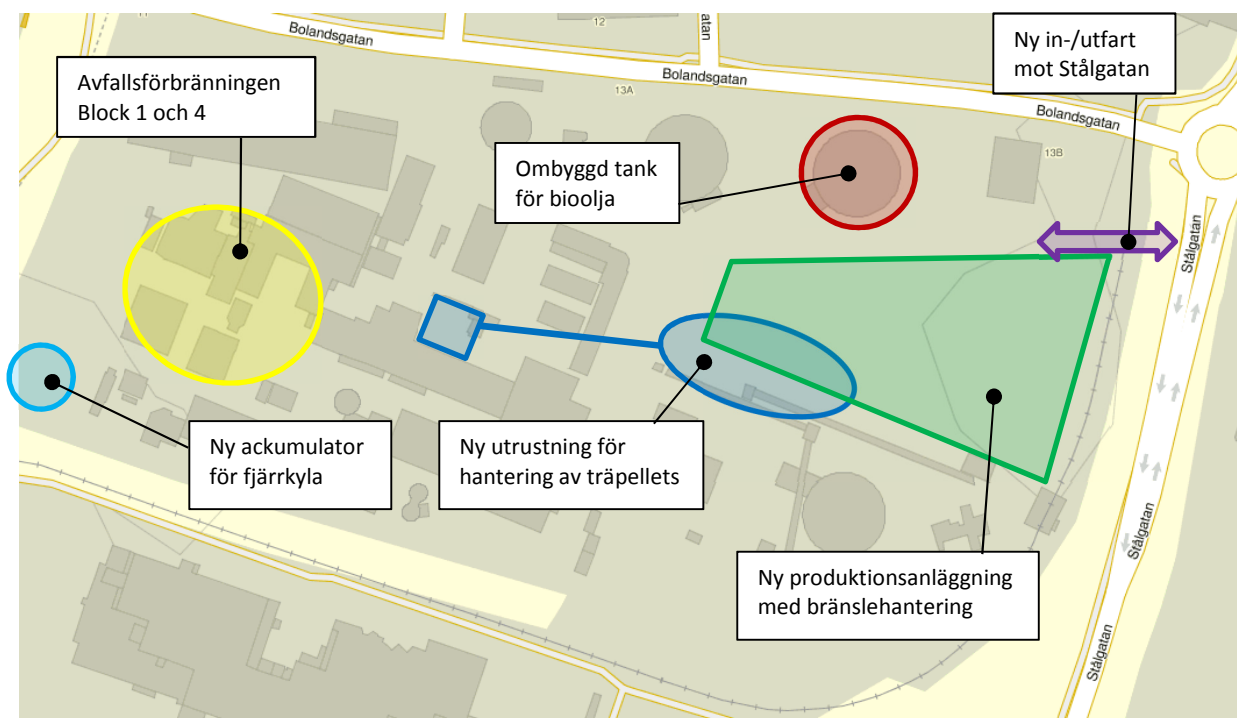 12
Bolandsgatan
gatan
Bolandsgatan
13A
Ny in-/utfart
mot Stålgatan
Avfallsförbränningen
Block 1 och 4
Bolandsgatan
13B
Ombyggd tank
för bioolja
Stålgatan
Ny ackumulator
för fjärrkyla
Ny utrustning för
hantering av träpellets
Stålgatan
Ny produktionsanläggning
med bränslehantering
Stålgatan